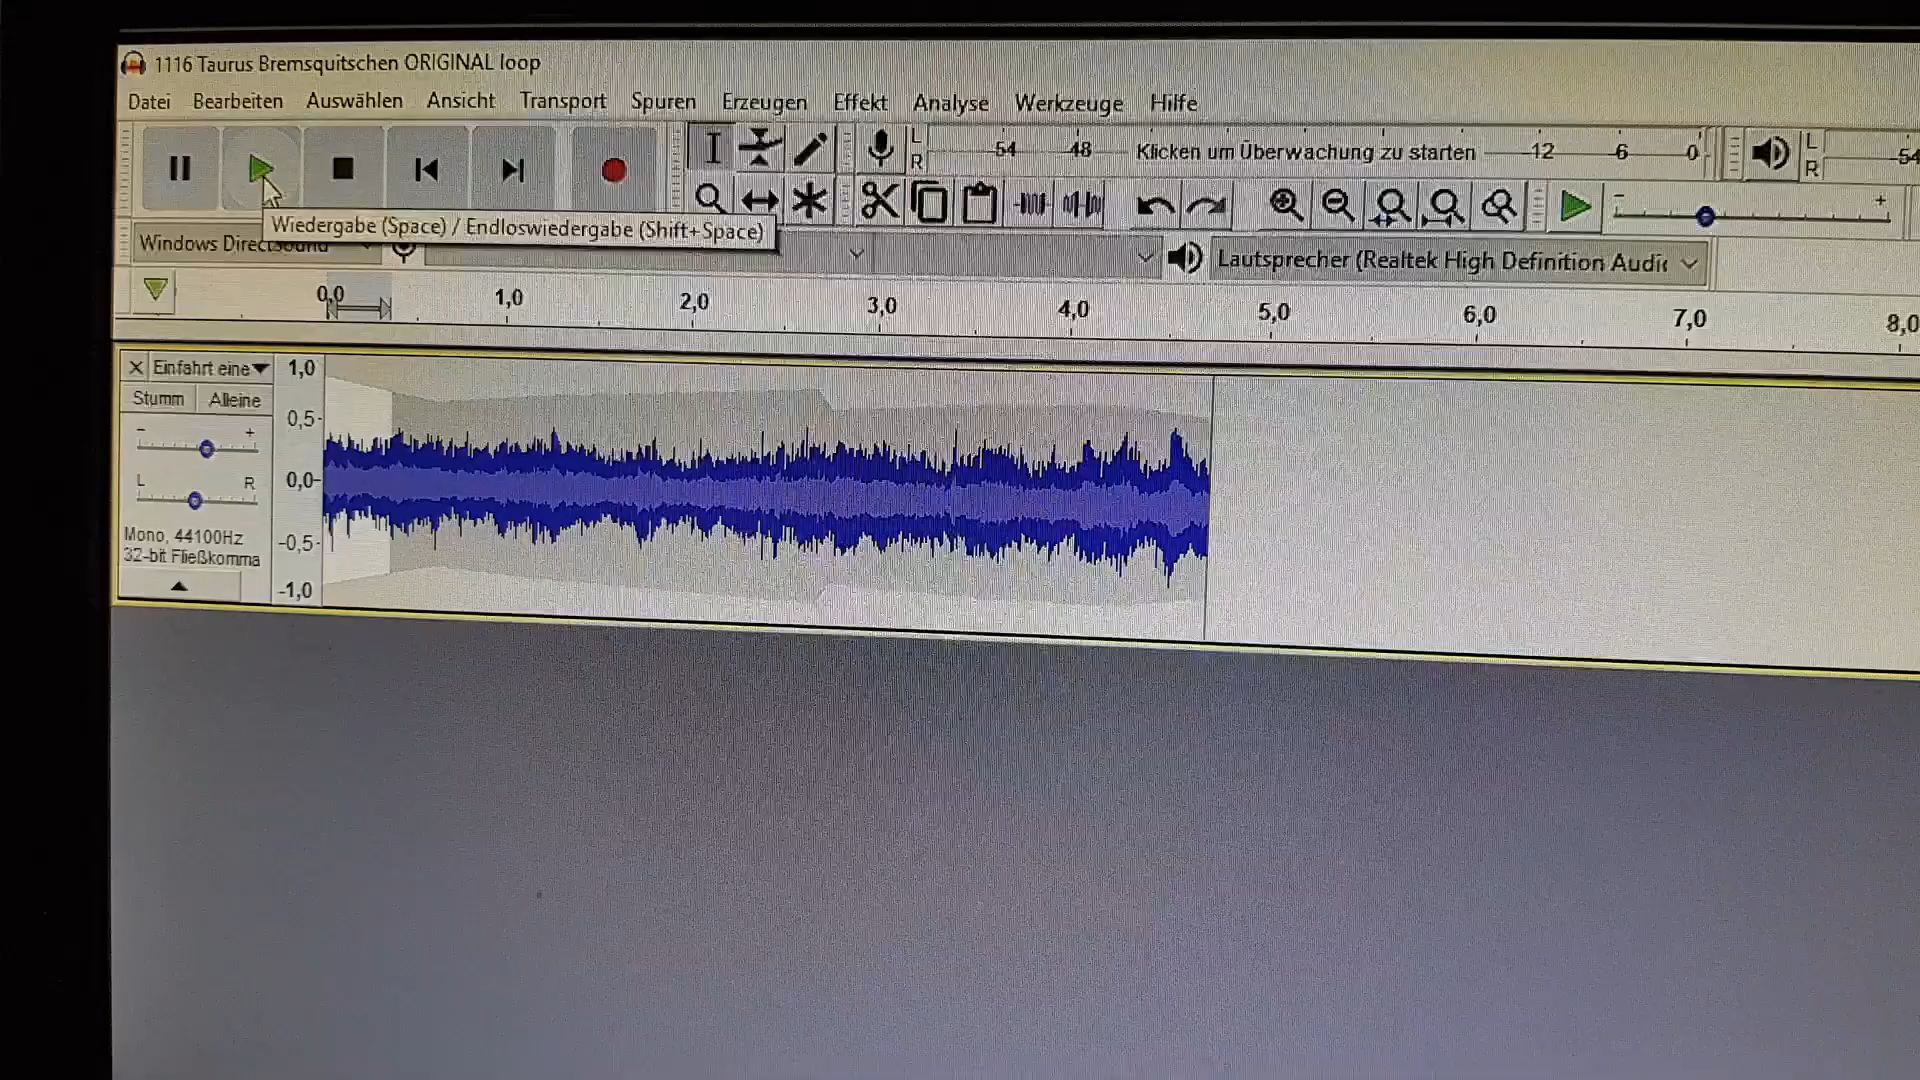 1116 Taurus Bremsquitschen ORIGINAL loop
Datei Bearbeiten Auswählen Ansicht Transport Spuren Erzeugen Effekt Analyse Werkzeuge Hilfe
L
R
-54 -48 Klicken um Überwachung zu starten -12 -6 0
L
R
-54
- +
Wiedergabe (Space) / Endloswiedergabe (Shift+Space)
Windows DirectSound
Lautsprecher (Realtek High Definition Audic
0,0 1,0 2,0 3,0 4,0 5,0 6,0 7,0 8,0
X Einfahrt eine
Stumm Alleine
- +
L R
Mono, 44100Hz
32-bit Fließkomma
1,0
0,5-
0,0-
-0,5-
-1,0